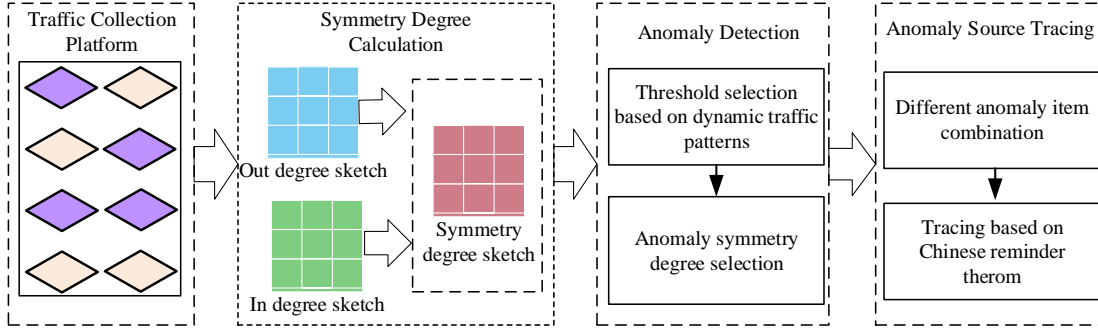 Traffic Collection
Platform
Symmetry Degree
Calculation
Out degree sketch
In degree sketch
Symmetry
degree sketch
Anomaly Detection
Threshold selection
based on dynamic traffic
patterns
Anomaly symmetry
degree selection
Anomaly Source Tracing
Different anomaly item
combination
Tracing based on
Chinese reminder
therom